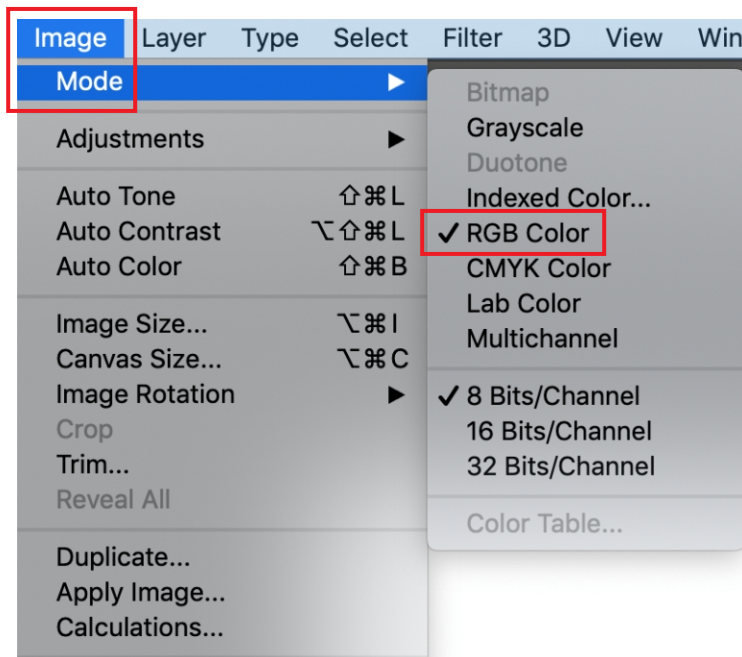 Image Layer Type Select Filter 3D View Win
Mode ▶
Adjustments ▶
Auto Tone ⇧⌘L
Auto Contrast ⌥⇧⌘L
Auto Color ⇧⌘B
Image Size... ⌥⌘I
Canvas Size... ⌥⌘C
Image Rotation ▶
Crop
Trim...
Reveal All
Duplicate...
Apply Image...
Calculations...
Bitmap
Grayscale
Duotone
Indexed Color...
✓ RGB Color
CMYK Color
Lab Color
Multichannel
✓ 8 Bits/Channel
16 Bits/Channel
32 Bits/Channel
Color Table...